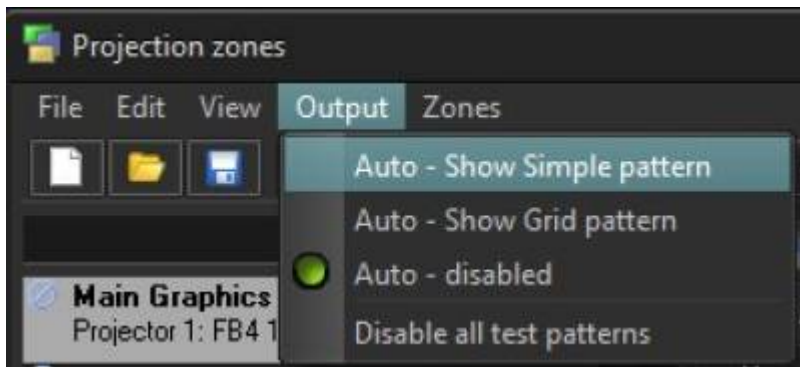 Projection zones
File Edit View Output Zones
Auto - Show Simple pattern
Auto - Show Grid pattern
Auto - disabled
Disable all test patterns
Main Graphics
Projector 1: FB4 1